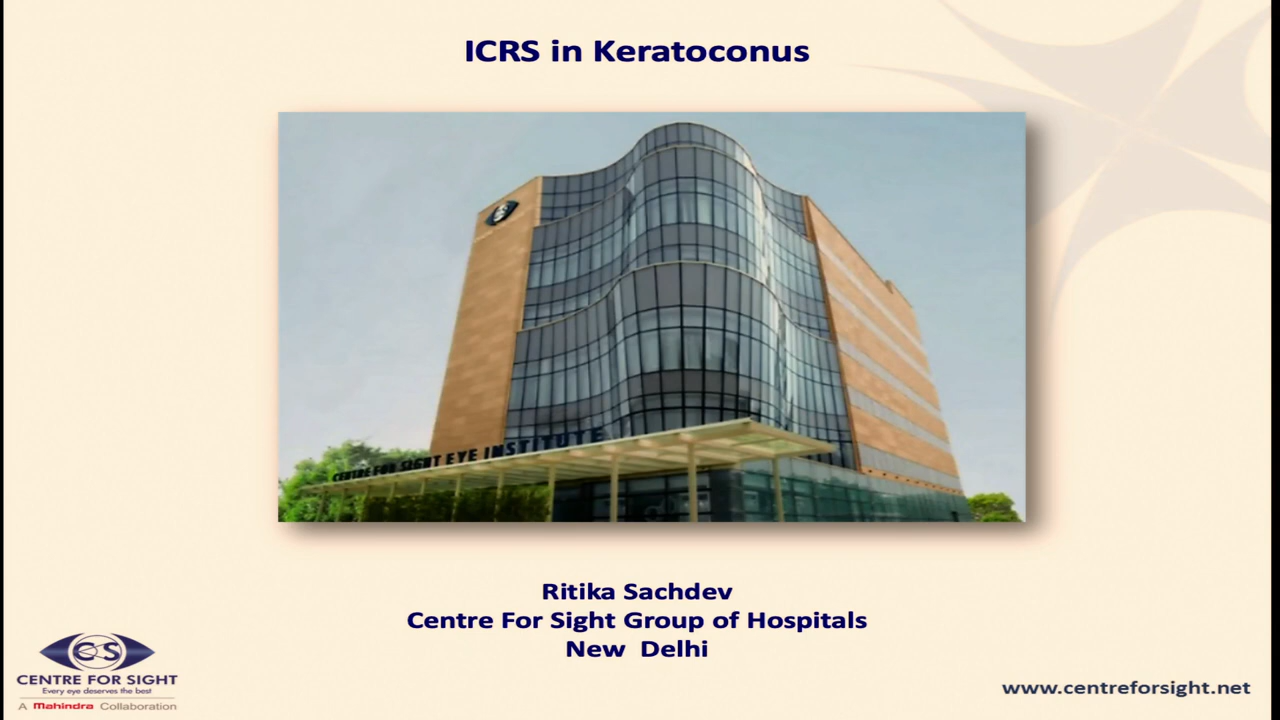 ICRS in Keratoconus
CENTRE FOR SIGHT EYE INSTITUTE
Ritika Sachdev
Centre For Sight Group of Hospitals
New Delhi
CS
CENTRE FOR SIGHT
Every eye deserves the best
A Mahindra Collaboration
www.centreforsight.net